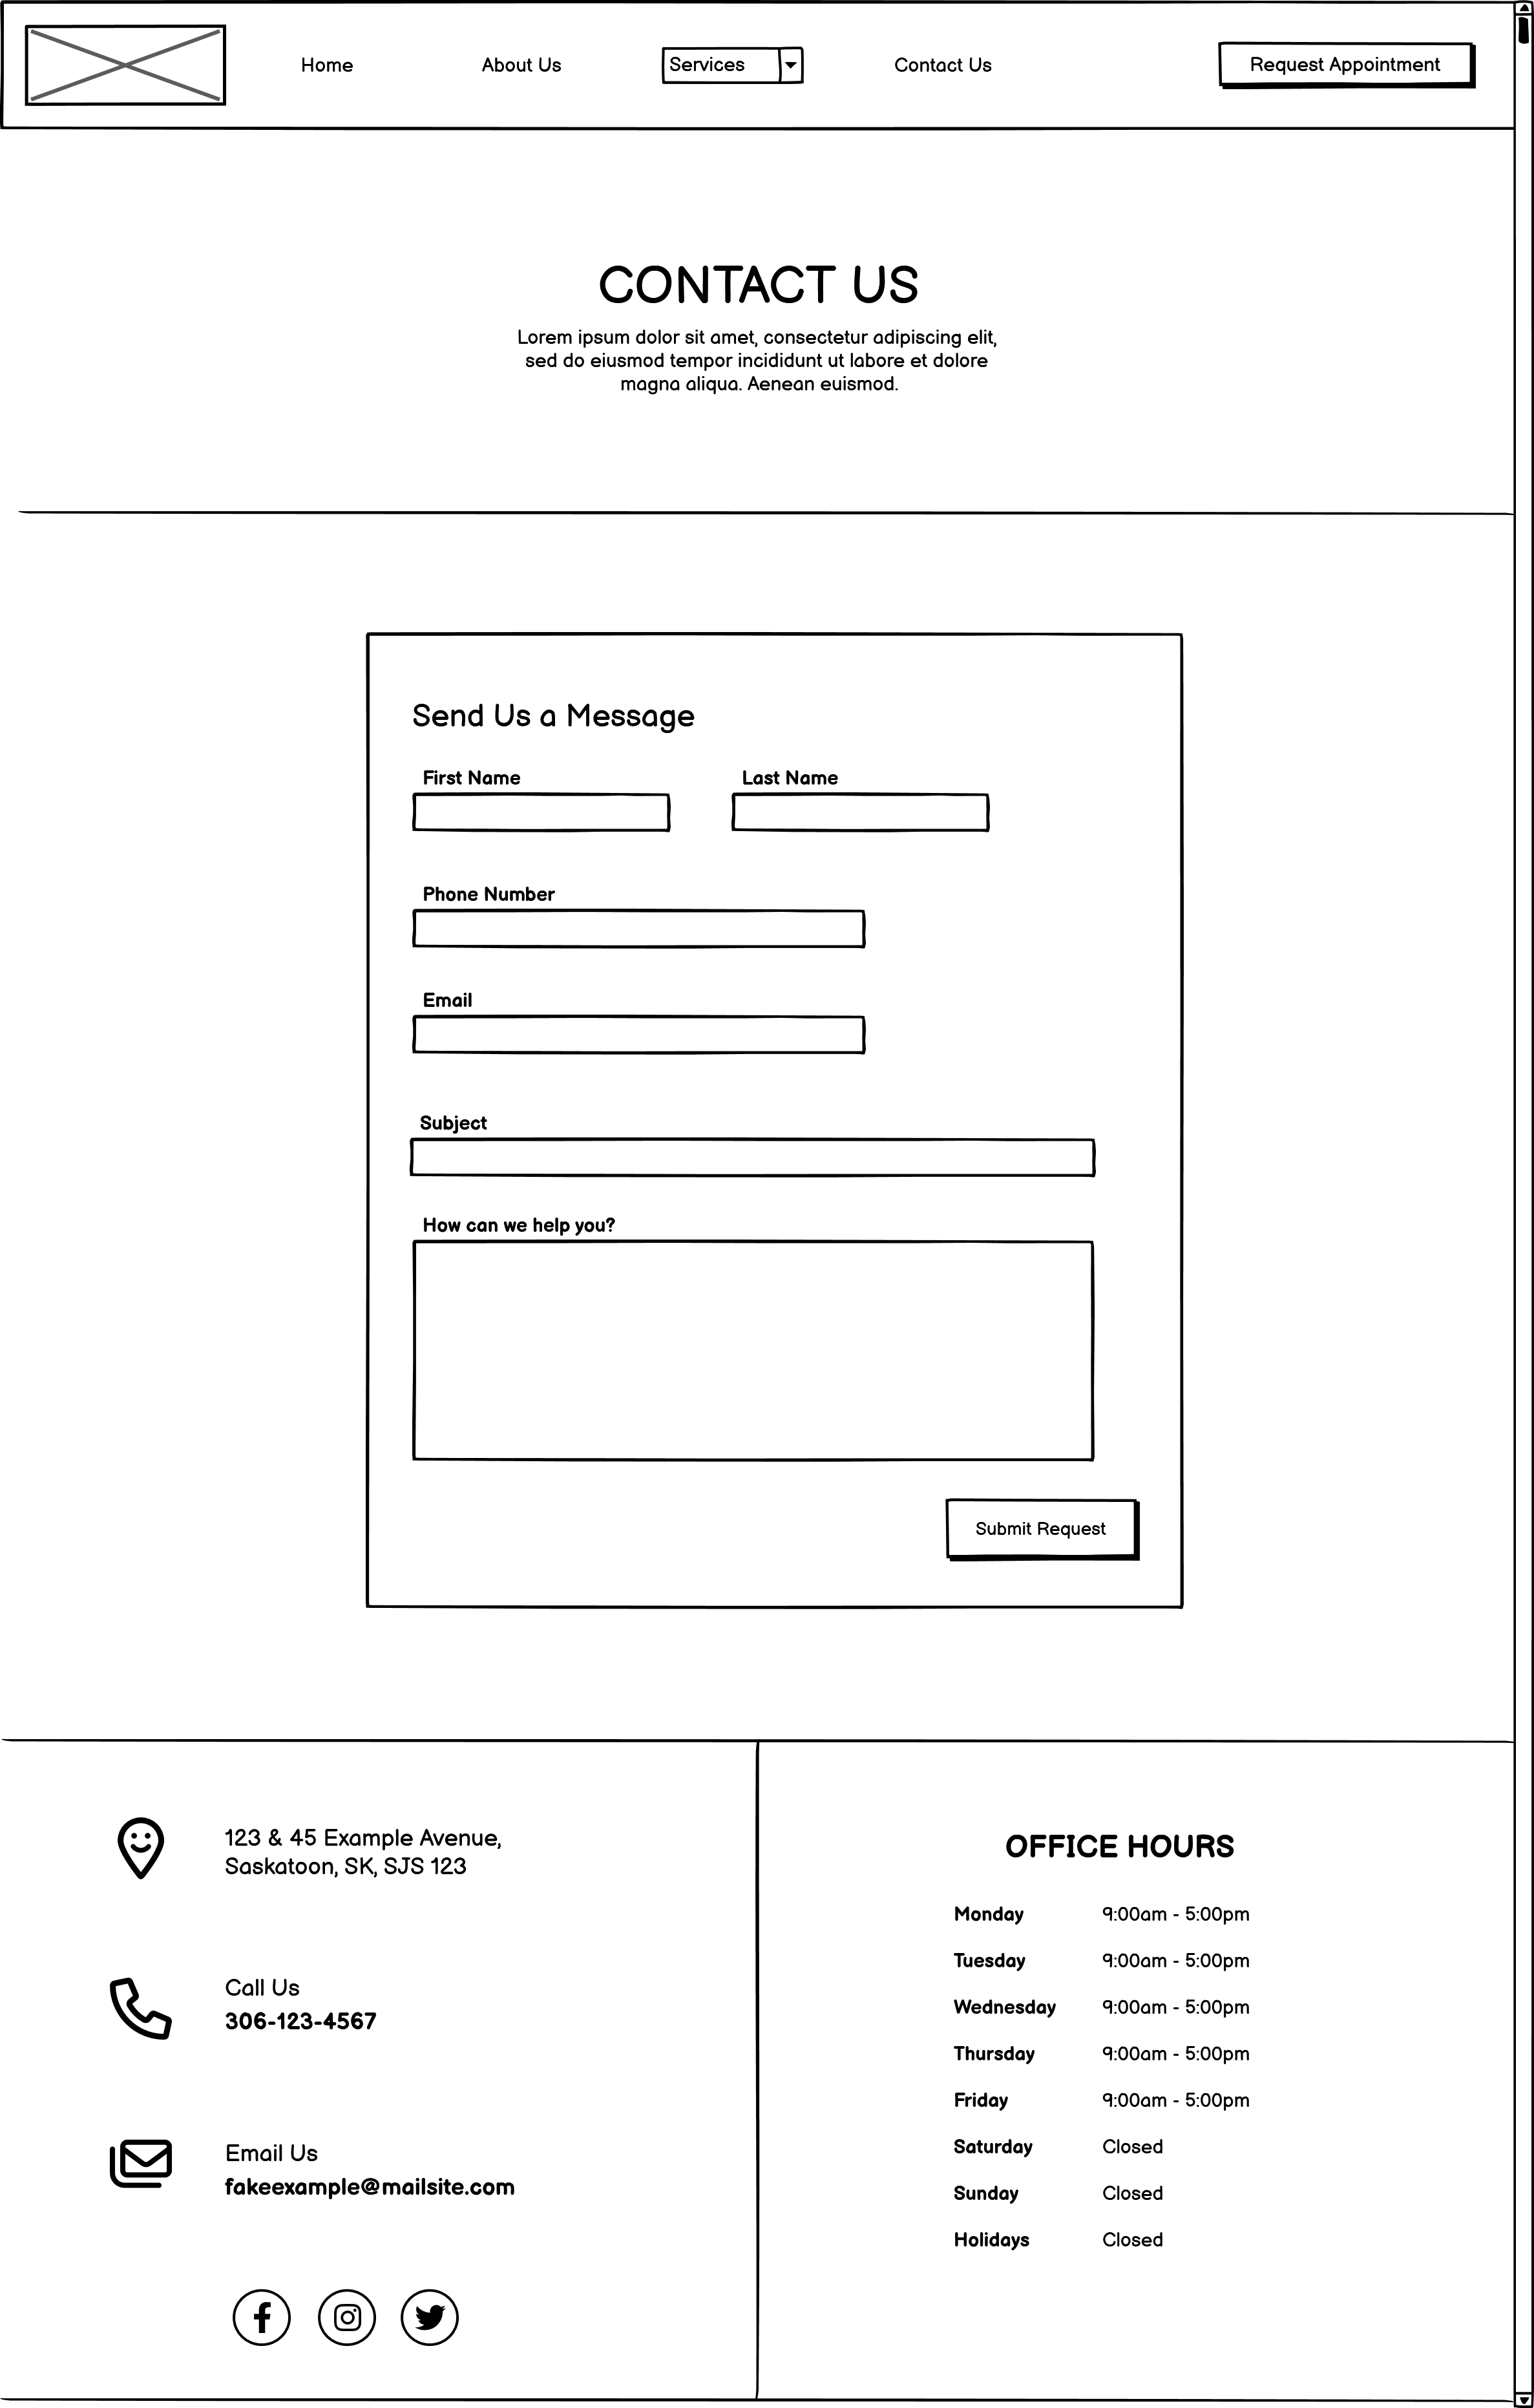 Home
About Us
Services
Contact Us
Request Appointment
CONTACT US
Lorem ipsum dolor sit amet, consectetur adipiscing elit,
sed do eiusmod tempor incididunt ut labore et dolore
magna aliqua. Aenean euismod.
Send Us a Message
First Name
Last Name
Phone Number
Email
Subject
How can we help you?
Submit Request
123 & 45 Example Avenue,
Saskatoon, SK, SJS 123
Call Us
306-123-4567
Email Us
fakeexample@mailsite.com
OFFICE HOURS
Monday 9:00am - 5:00pm
Tuesday 9:00am - 5:00pm
Wednesday 9:00am - 5:00pm
Thursday 9:00am - 5:00pm
Friday 9:00am - 5:00pm
Saturday Closed
Sunday Closed
Holidays Closed